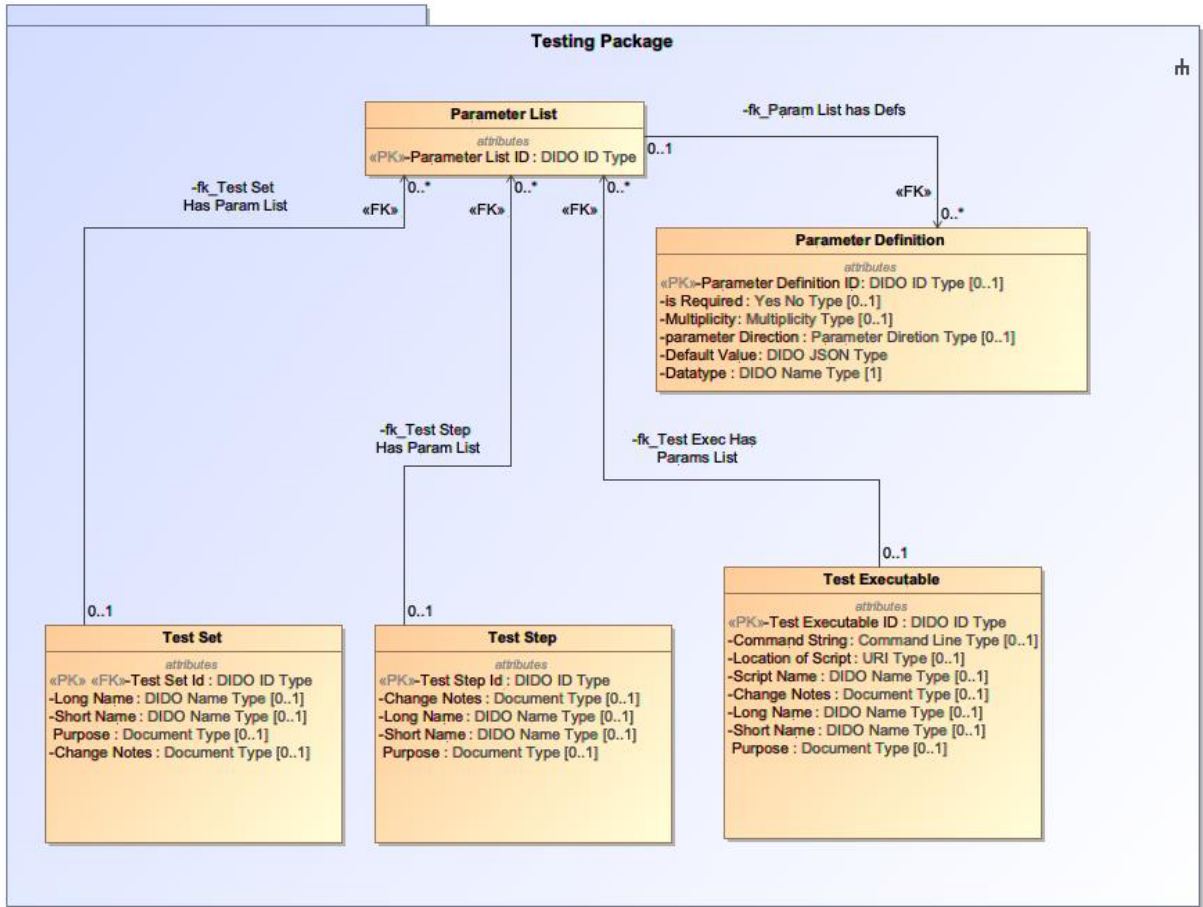 Testing Package
Parameter List
attributes
«PK»-Parameter List ID : DIDO ID Type
-fk_Param List has Defs
0..1
«FK»
0..*
-fk_Test Set
Has Param List
«FK»
0..*
«FK»
0..*
«FK»
0..*
Parameter Definition
attributes
«PK»-Parameter Definition ID : DIDO ID Type [0..1]
-is Required : Yes No Type [0..1]
-Multiplicity : Multiplicity Type [0..1]
-parameter Direction : Parameter Diretion Type [0..1]
-Default Value : DIDO JSON Type
-Datatype : DIDO Name Type [1]
-fk_Test Step
Has Param List
-fk_Test Exec Has
Params List
0..1
Test Set
attributes
«PK» «FK»-Test Set Id : DIDO ID Type
-Long Name : DIDO Name Type [0..1]
-Short Name : DIDO Name Type [0..1]
Purpose : Document Type [0..1]
-Change Notes : Document Type [0..1]
0..1
Test Step
attributes
«PK»-Test Step Id : DIDO ID Type
-Change Notes : Document Type [0..1]
-Long Name : DIDO Name Type [0..1]
-Short Name : DIDO Name Type [0..1]
Purpose : Document Type [0..1]
0..1
Test Executable
attributes
«PK»-Test Executable ID : DIDO ID Type
-Command String : Command Line Type [0..1]
-Location of Script : URI Type [0..1]
-Script Name : DIDO Name Type [0..1]
-Change Notes : Document Type [0..1]
-Long Name : DIDO Name Type [0..1]
-Short Name : DIDO Name Type [0..1]
Purpose : Document Type [0..1]